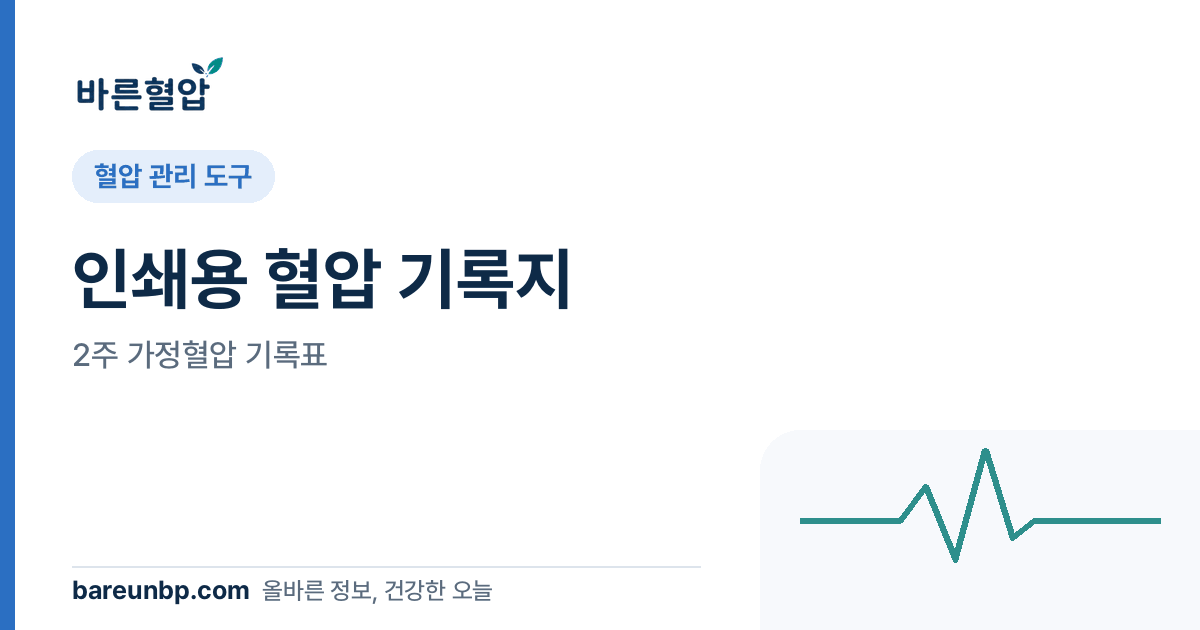 바른혈압
혈압 관리 도구
인쇄용 혈압 기록지
2주 가정혈압 기록표
bareunbp.com 올바른 정보, 건강한 오늘